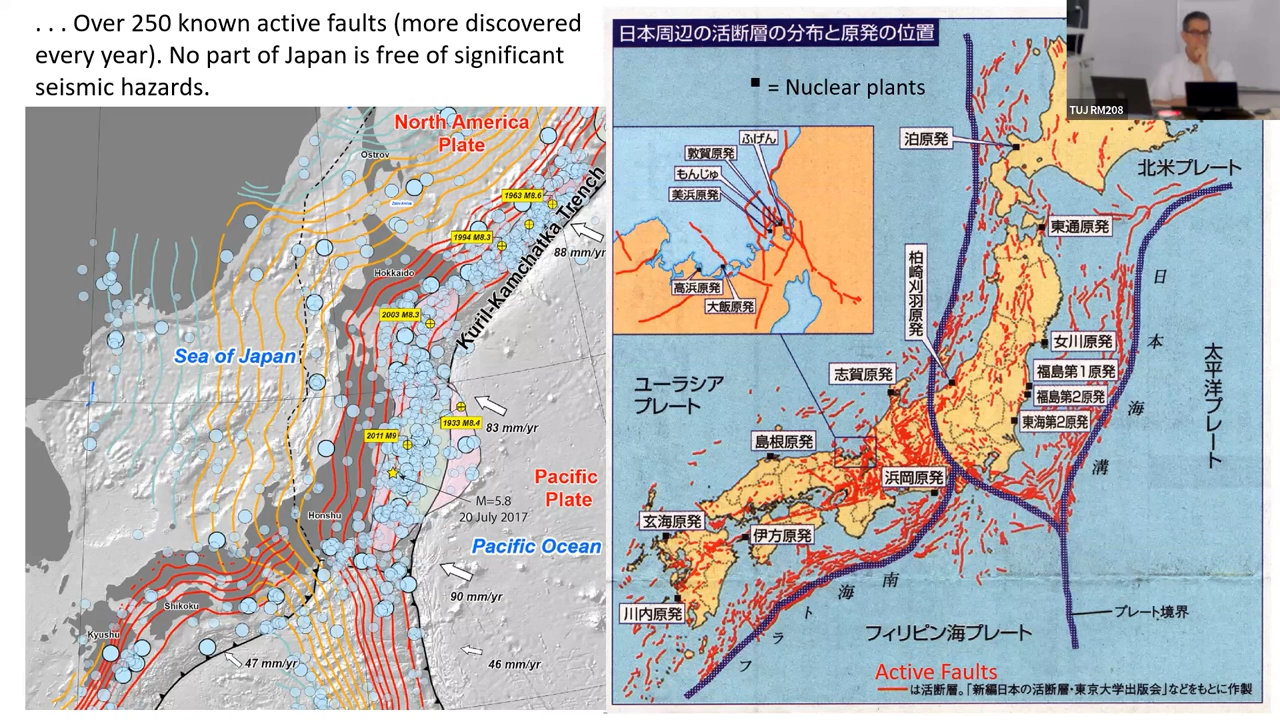 . . . Over 250 known active faults (more discovered
every year). No part of Japan is free of significant
seismic hazards.
North America
Plate
Ostrov
1963 M8.6
1994 M8.3
Kuril-Kamchatka Trench
88 mm/yr
Hokkaido
2003 M8.3
Sea of Japan
1933 M8.4
83 mm/yr
2011 M9
Pacific
Plate
M=5.8
20 July 2017
Honshu
Pacific Ocean
90 mm/yr
Shikoku
Kyushu
47 mm/yr
46 mm/yr
日本周辺の活断層の分布と原発の位置
■ = Nuclear plants
TUJ RM208
ふげん
敦賀原発
もんじゅ
美浜原発
高浜原発
大飯原発
泊原発
北米プレート
東通原発
柏崎刈羽原発
日本海溝
太平洋プレート
女川原発
福島第1原発
福島第2原発
東海第2原発
志賀原発
ユーラシア
プレート
島根原発
浜岡原発
玄海原発
伊方原発
川内原発
南海トラフ
プレート境界
フィリピン海プレート
Active Faults
は活断層。「新編日本の活断層・東京大学出版会」などをもとに作製